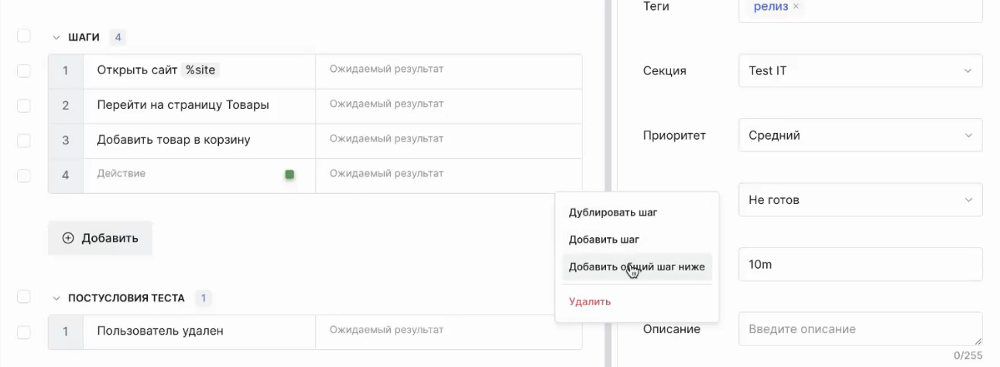 Теги
релиз ×
ШАГИ 4
1 Открыть сайт %site Ожидаемый результат
2 Перейти на страницу Товары Ожидаемый результат
3 Добавить товар в корзину Ожидаемый результат
4 Действие Ожидаемый результат
Добавить
ПОСТУСЛОВИЯ ТЕСТА 1
1 Пользователь удален Ожидаемый результат
Дублировать шаг
Добавить шаг
Добавить общий шаг ниже
Удалить
Секция
Test IT
Приоритет
Средний
Не готов
10m
Описание
Введите описание
0/255